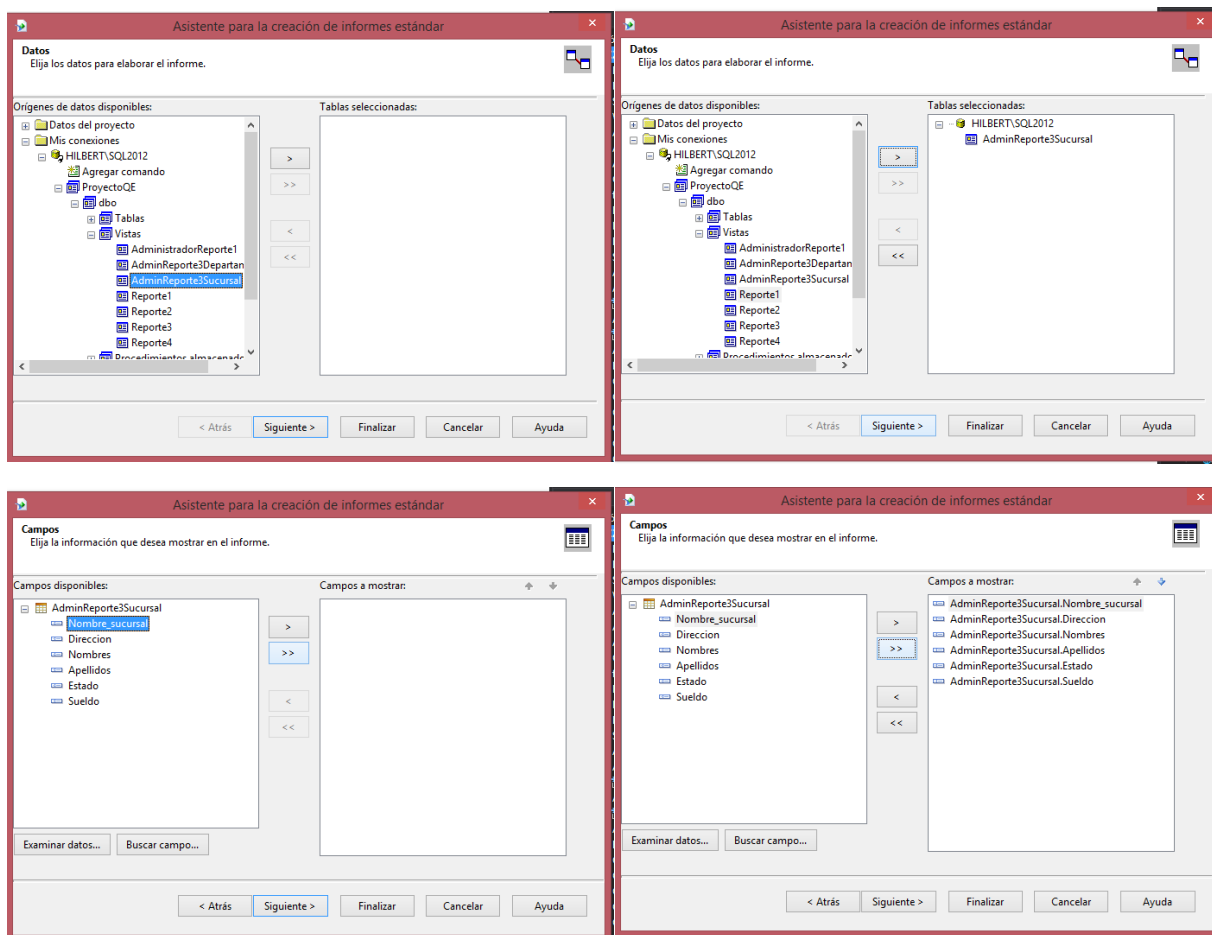 Asistente para la creación de informes estándar
Datos
Elija los datos para elaborar el informe.
Orígenes de datos disponibles:
Tablas seleccionadas:
Datos del proyecto
Mis conexiones
HILBERT\SQL2012
Agregar comando
ProyectoQE
dbo
Tablas
Vistas
AdministradorReporte1
AdminReporte3Departan
AdminReporte3Sucursal
Reporte1
Reporte2
Reporte3
Reporte4
Procedimientos almacenado
>
>>
<
<<
< Atrás
Siguiente >
Finalizar
Cancelar
Ayuda
Asistente para la creación de informes estándar
Datos
Elija los datos para elaborar el informe.
Orígenes de datos disponibles:
Tablas seleccionadas:
Datos del proyecto
Mis conexiones
HILBERT\SQL2012
Agregar comando
ProyectoQE
dbo
Tablas
Vistas
AdministradorReporte1
AdminReporte3Departan
AdminReporte3Sucursal
Reporte1
Reporte2
Reporte3
Reporte4
Procedimientos almacenado
>
>>
<
<<
HILBERT\SQL2012
AdminReporte3Sucursal
< Atrás
Siguiente >
Finalizar
Cancelar
Ayuda
Asistente para la creación de informes estándar
Campos
Elija la información que desea mostrar en el informe.
Campos disponibles:
Campos a mostrar:
AdminReporte3Sucursal
Nombre_sucursal
Direccion
Nombres
Apellidos
Estado
Sueldo
>
>>
<
<<
Examinar datos...
Buscar campo...
< Atrás
Siguiente >
Finalizar
Cancelar
Ayuda
Asistente para la creación de informes estándar
Campos
Elija la información que desea mostrar en el informe.
Campos disponibles:
Campos a mostrar:
AdminReporte3Sucursal
Nombre_sucursal
Direccion
Nombres
Apellidos
Estado
Sueldo
>
>>
<
<<
AdminReporte3Sucursal.Nombre_sucursal
AdminReporte3Sucursal.Direccion
AdminReporte3Sucursal.Nombres
AdminReporte3Sucursal.Apellidos
AdminReporte3Sucursal.Estado
AdminReporte3Sucursal.Sueldo
Examinar datos...
Buscar campo...
< Atrás
Siguiente >
Finalizar
Cancelar
Ayuda